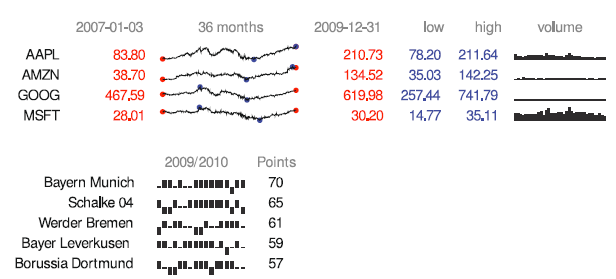 2007-01-03 36 months 2009-12-31 low high volume
AAPL 83.80 210.73 78.20 211.64
AMZN 38.70 134.52 35.03 142.25
GOOG 467.59 619.98 257.44 741.79
MSFT 28.01 30.20 14.77 35.11
2009/2010 Points
Bayern Munich 70
Schalke 04 65
Werder Bremen 61
Bayer Leverkusen 59
Borussia Dortmund 57